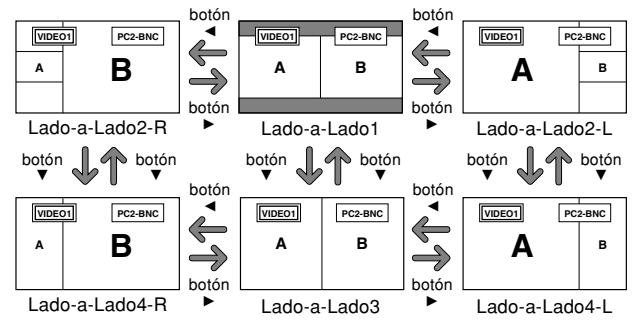 botón ◄ botón ◄
VIDEO1 PC2-BNC VIDEO1 PC2-BNC VIDEO1 PC2-BNC
A B A B A B
botón ► botón ►
Lado-a-Lado2-R Lado-a-Lado1 Lado-a-Lado2-L
botón ▼ botón ▼ botón ▼ botón ▼ botón ▼ botón ▼
botón ◄ botón ◄
VIDEO1 PC2-BNC VIDEO1 PC2-BNC VIDEO1 PC2-BNC
A B A B A B
botón ► botón ►
Lado-a-Lado4-R Lado-a-Lado3 Lado-a-Lado4-L